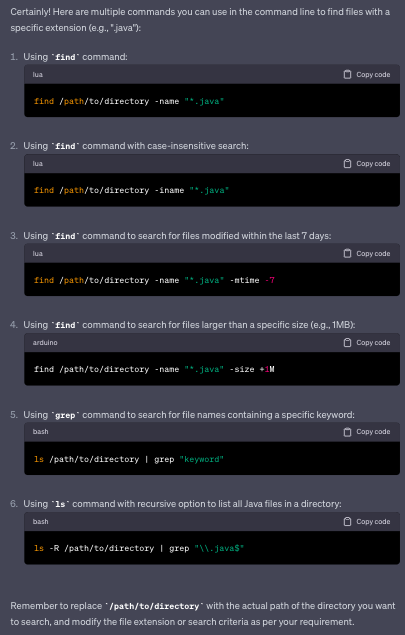 Certainly! Here are multiple commands you can use in the command line to find files with a
specific extension (e.g., ".java"):
1. Using `find` command:
lua
Copy code
find /path/to/directory -name "*.java"
2. Using `find` command with case-insensitive search:
lua
Copy code
find /path/to/directory -iname "*.java"
3. Using `find` command to search for files modified within the last 7 days:
lua
Copy code
find /path/to/directory -name "*.java" -mtime -7
4. Using `find` command to search for files larger than a specific size (e.g., 1MB):
arduino
Copy code
find /path/to/directory -name "*.java" -size +1M
5. Using `grep` command to search for file names containing a specific keyword:
bash
Copy code
ls /path/to/directory | grep "keyword"
6. Using `ls` command with recursive option to list all Java files in a directory:
bash
Copy code
ls -R /path/to/directory | grep "\\.java$"
Remember to replace `/path/to/directory` with the actual path of the directory you want
to search, and modify the file extension or search criteria as per your requirement.